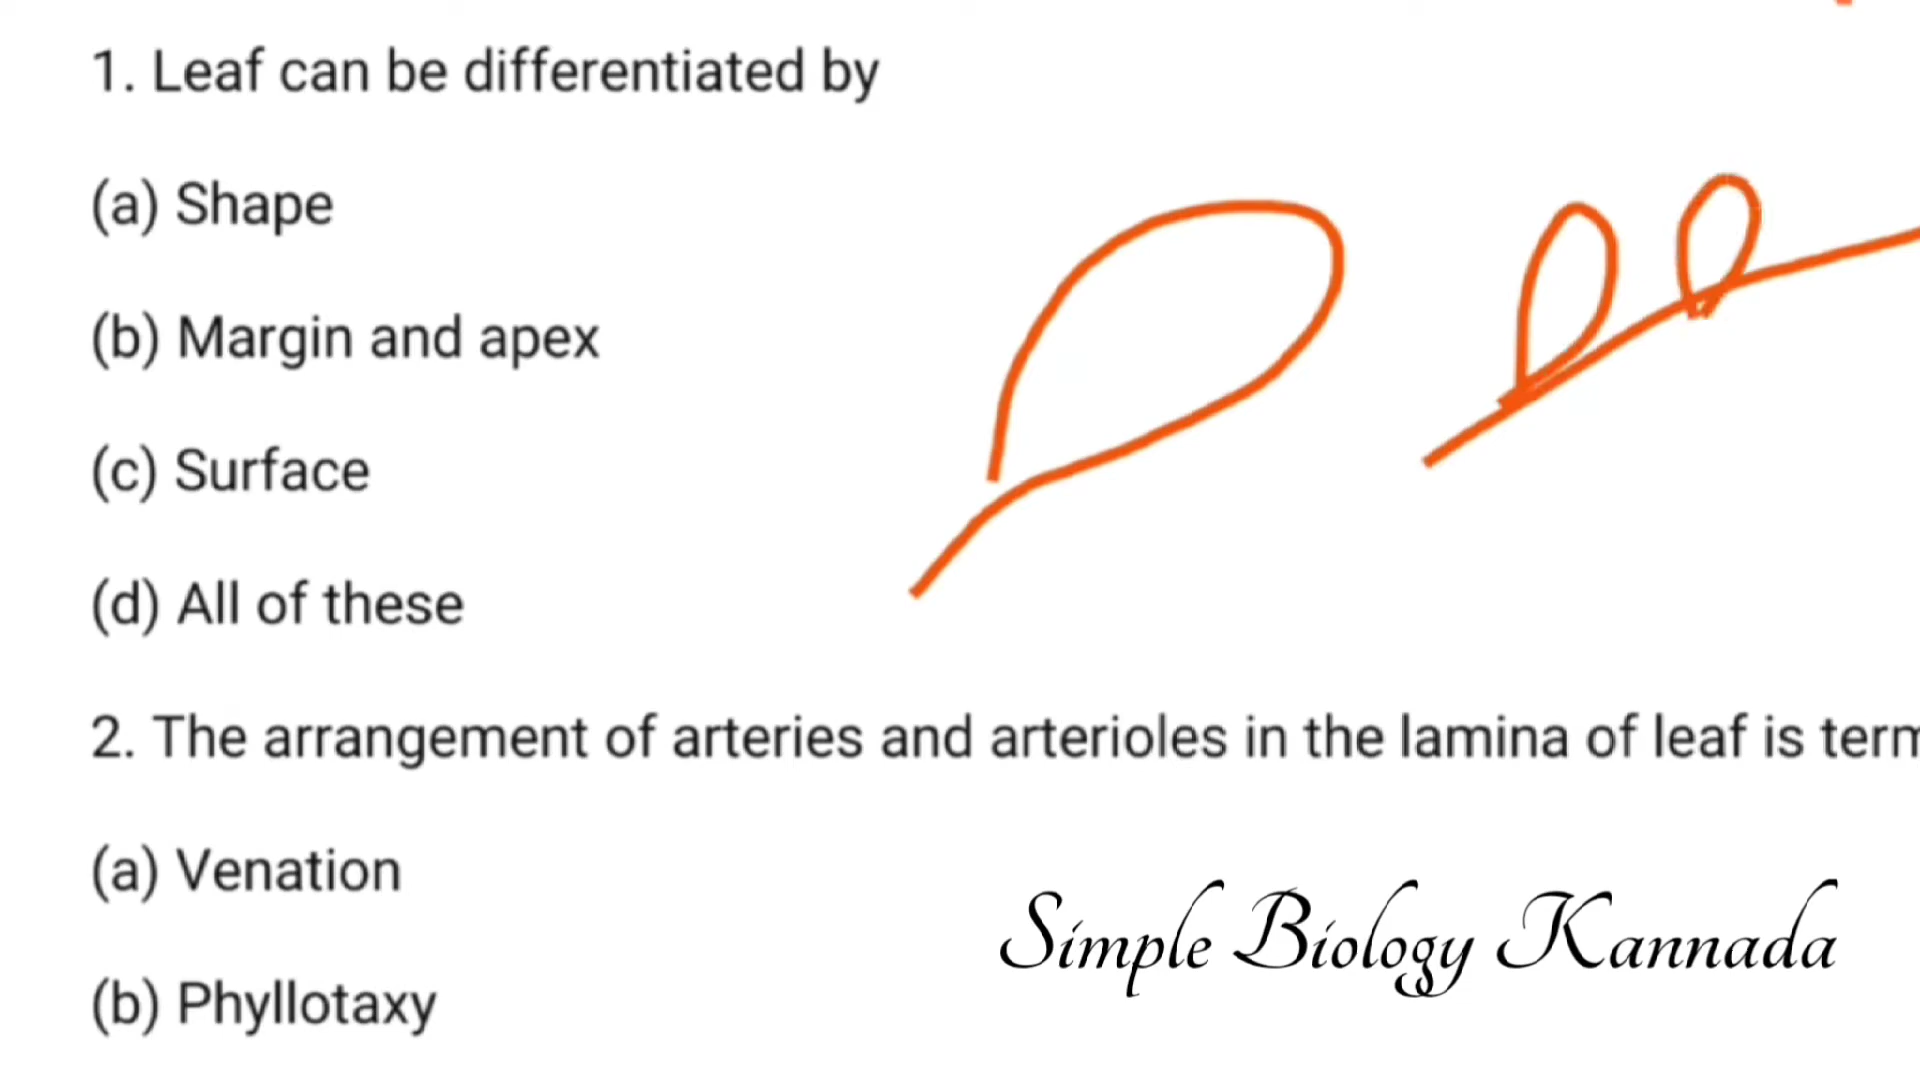 1. Leaf can be differentiated by
(a) Shape
(b) Margin and apex
(c) Surface
(d) All of these
2. The arrangement of arteries and arterioles in the lamina of leaf is
(a) Venation
(b) Phyllotaxy
Simple Biology Kannada